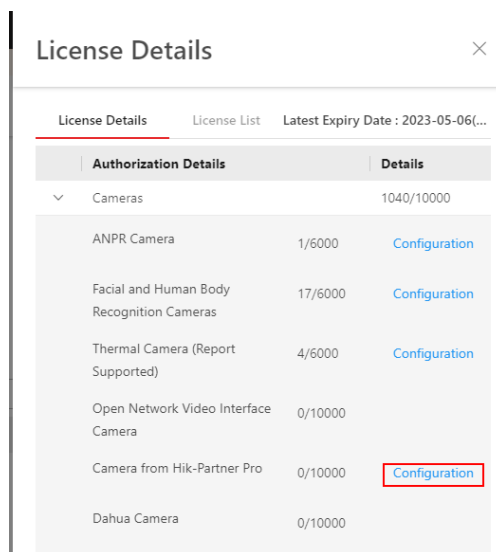 License Details
License Details License List Latest Expiry Date : 2023-05-06(...
Authorization Details Details
Cameras 1040/10000
ANPR Camera 1/6000 Configuration
Facial and Human Body
Recognition Cameras 17/6000 Configuration
Thermal Camera (Report
Supported) 4/6000 Configuration
Open Network Video Interface
Camera 0/10000
Camera from Hik-Partner Pro 0/10000 Configuration
Dahua Camera 0/10000